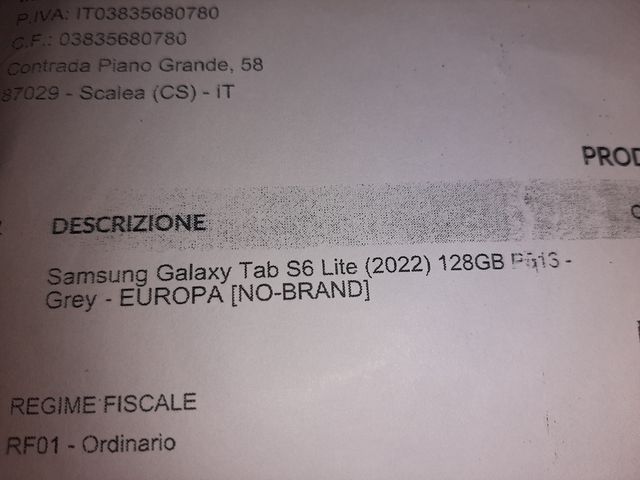 P.IVA: IT03835680780
C.F.: 03835680780
Contrada Piano Grande, 58
87029 - Scalea (CS) - IT
PROD
DESCRIZIONE
Samsung Galaxy Tab S6 Lite (2022) 128GB P613 -
Grey - EUROPA [NO-BRAND]
REGIME FISCALE
RF01 - Ordinario